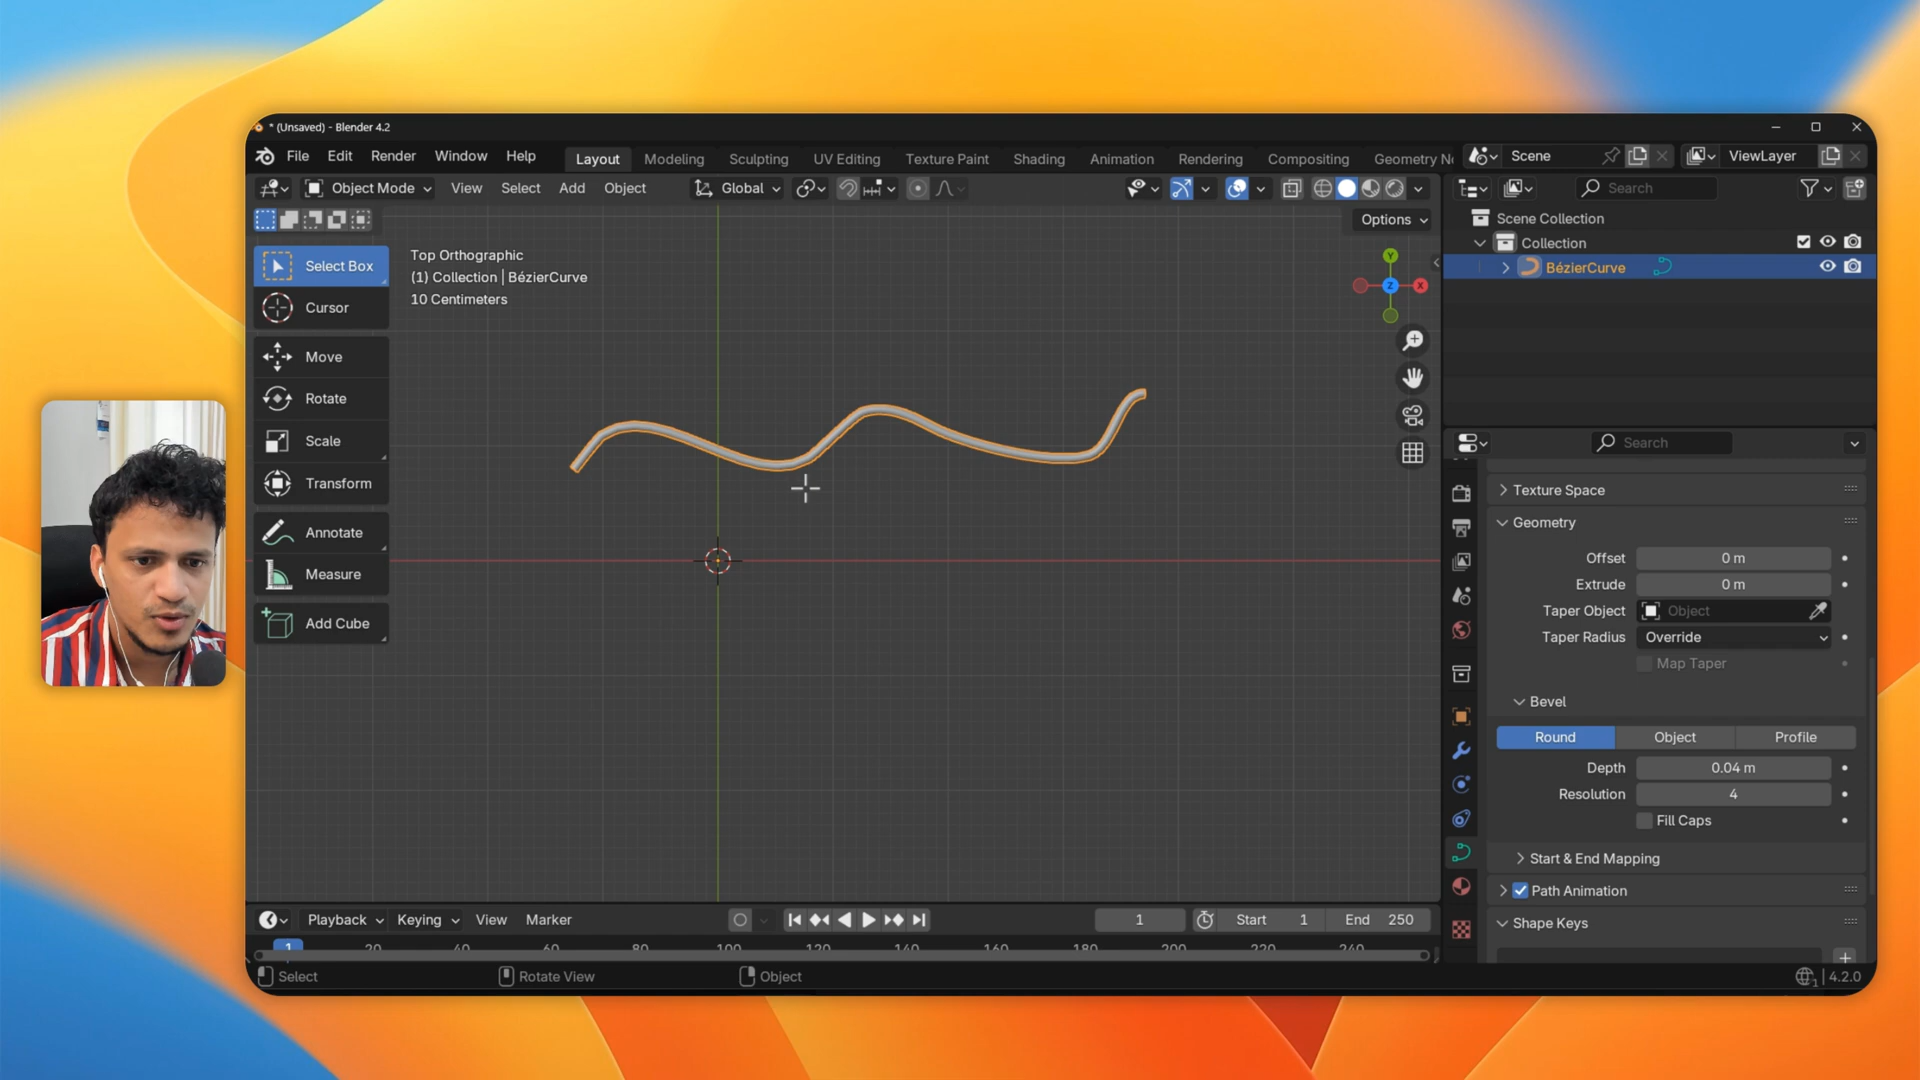 * (Unsaved) - Blender 4.2
File Edit Render Window Help
Layout Modeling Sculpting UV Editing Texture Paint Shading Animation Rendering Compositing Geometry No
Scene
ViewLayer
Object Mode View Select Add Object
Global
Search
Options
Scene Collection
Collection
BézierCurve
Top Orthographic
(1) Collection | BézierCurve
10 Centimeters
Y
Z
X
Select Box
Cursor
Move
Rotate
Scale
Transform
Annotate
Measure
Add Cube
Search
Texture Space
Geometry
Offset 0 m
Extrude 0 m
Taper Object Object
Taper Radius Override
Map Taper
Bevel
Round Object Profile
Depth 0.04 m
Resolution 4
Fill Caps
Start & End Mapping
Path Animation
Shape Keys
Playback Keying View Marker
1
Start 1
End 250
1 20 40 60 80 100 120 140 160 180 200 220 240
Select
Rotate View
Object
1 | 4.2.0